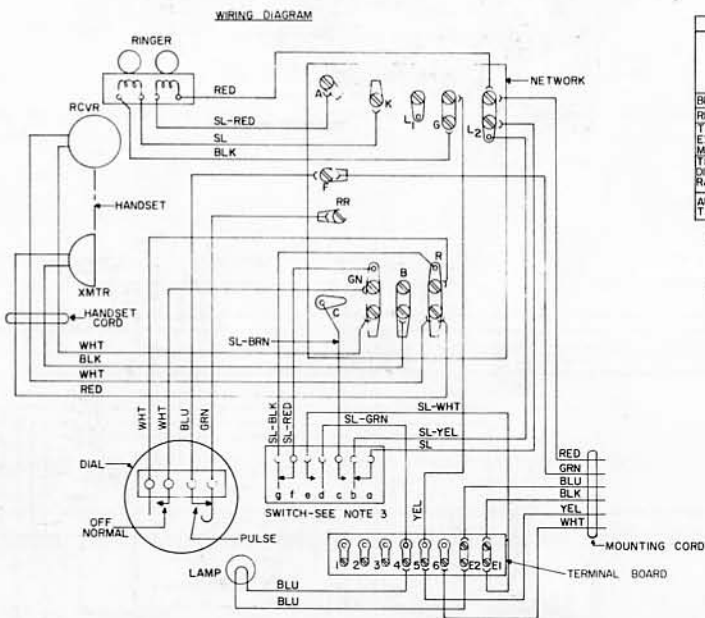 WIRING DIAGRAM
RINGER
NETWORK
RED
A
K
L1
G
L2
RCVR
SL-RED
SL
BLK
F
HANDSET
RR
R
GN
B
XMTR
C
HANDSET
CORD
SL-BRN
WHT
BLK
WHT
RED
WHT
WHT
BLU
GRN
SL-BLK
SL-RED
SL-WHT
SL-GRN
SL-YEL
SL
DIAL
g f e d c b a
SWITCH-SEE NOTE 3
YEL
RED
GRN
BLU
BLK
YEL
WHT
OFF
NORMAL
PULSE
MOUNTING CORD
1 2 3 4 5 6 E2 E1
TERMINAL BOARD
LAMP
BLU
BLU